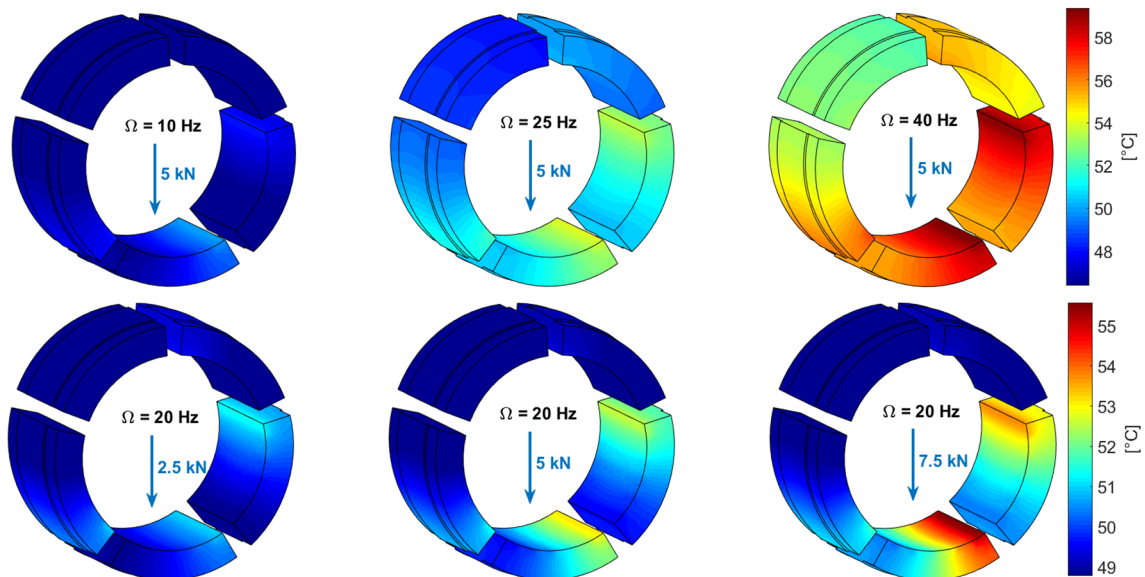 Ω = 10 Hz
5 kN
Ω = 25 Hz
5 kN
Ω = 40 Hz
5 kN
58
56
54
52
50
48
[°C]
Ω = 20 Hz
2.5 kN
Ω = 20 Hz
5 kN
Ω = 20 Hz
7.5 kN
55
54
53
52
51
50
49
[°C]